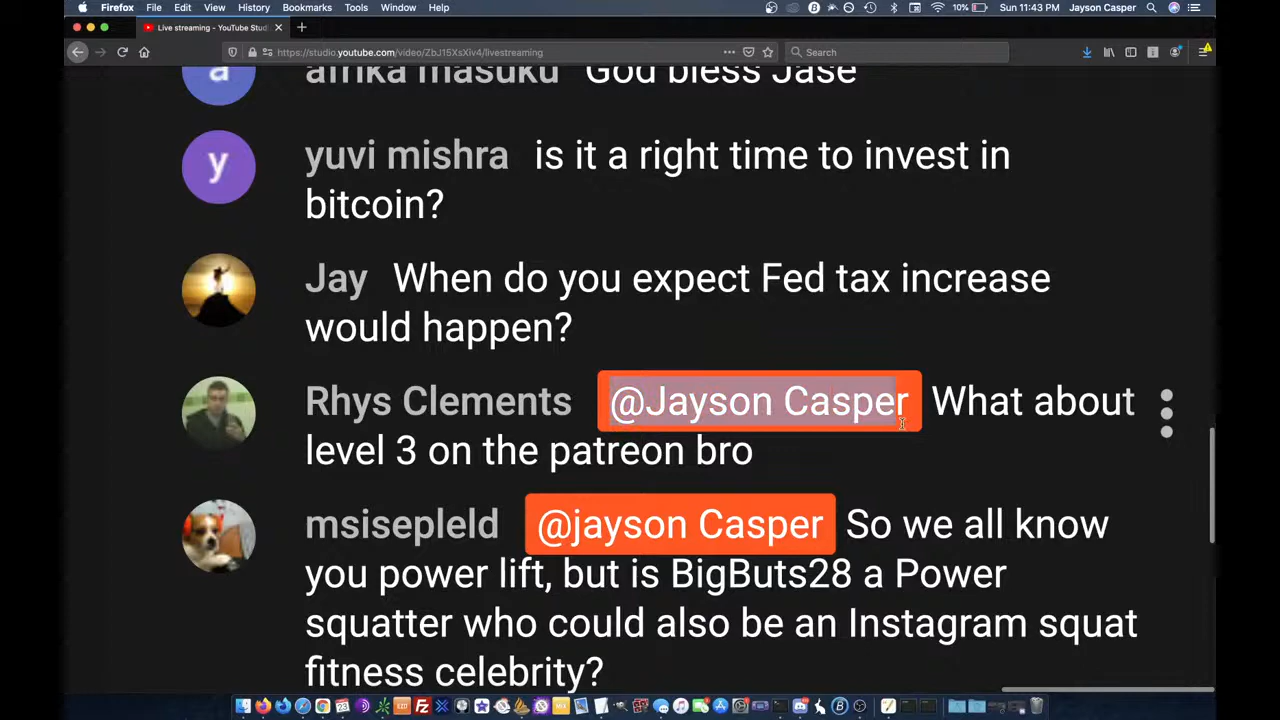 Firefox File Edit View History Bookmarks Tools Window Help 10% Sun 11:43 PM Jayson Casper
Live streaming - YouTube Stud
https://studio.youtube.com/video/ZbJ15XsXiv4/livestreaming Search
a afrika masuku God bless Jase
y yuvi mishra is it a right time to invest in
bitcoin?
Jay When do you expect Fed tax increase
would happen?
Rhys Clements @Jayson Casper What about
level 3 on the patreon bro
msisepleld @jayson Casper So we all know
you power lift, but is BigButs28 a Power
squatter who could also be an Instagram squat
fitness celebrity?